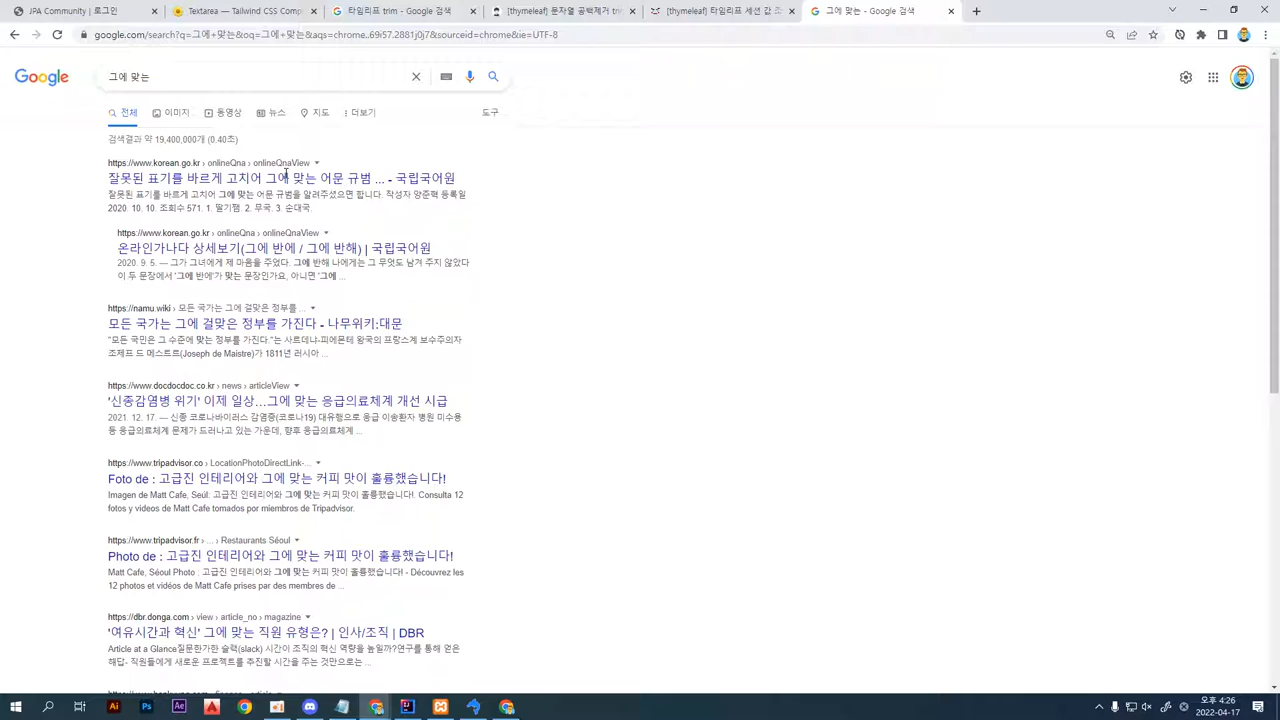 JPA Community | 로그인
Textarea - CSS: Cascading
타임리프 trim - Google 검색
[thymeleaf] 문자열 공백제거 trin
[thymeleaf] 타임리프 세션 값 조
그에 맞는 - Google 검색
google.com/search?q=그에+맞는&oq=그에+맞는&aqs=chrome..69i57.2881j0j7&sourceid=chrome&ie=UTF-8
Google
그에 맞는
전체 이미지 동영상 뉴스 지도 더보기 도구
검색결과 약 19,400,000개 (0.40초)
https://www.korean.go.kr › onlineQna › onlineQnaView
잘못된 표기를 바르게 고치어 그에 맞는 어문 규범 ... - 국립국어원
잘못된 표기를 바르게 고치어 그에 맞는 어문 규범을 알려주셨으면 합니다. 작성자 양준혁 등록일
2020. 10. 10. 조회수 571. 1. 딸기쨈. 2. 무국. 3. 순대국.
https://www.korean.go.kr › onlineQna › onlineQnaView
온라인가나다 상세보기(그에 반에 / 그에 반해) | 국립국어원
2020. 9. 5. — 그가 그녀에게 제 마음을 주었다. 그에 반해 나에게는 그 무엇도 남겨 주지 않았다
이 두 문장에서 '그에 반에'가 맞는 문장인가요, 아니면 '그에 ...
https://namu.wiki › 모든 국가는 그에 걸맞은 정부를 ...
모든 국가는 그에 걸맞은 정부를 가진다 - 나무위키:대문
"모든 국민은 그 수준에 맞는 정부를 가진다."는 사르데냐-피에몬테 왕국의 프랑스계 보수주의자
조제프 드 메스트르(Joseph de Maistre)가 1811년 러시아 ...
https://www.docdocdoc.co.kr › news › articleView
'신종감염병 위기' 이제 일상…그에 맞는 응급의료체계 개선 시급
2021. 12. 17. — 신종 코로나바이러스 감염증(코로나19) 대유행으로 응급 이송환자 병원 미수용
등 응급의료체계 문제가 드러나고 있는 가운데, 향후 응급의료체계 ...
https://www.tripadvisor.co › LocationPhotoDirectLink-...
Foto de : 고급진 인테리어와 그에 맞는 커피 맛이 훌륭했습니다!
Imagen de Matt Cafe, Seúl: 고급진 인테리어와 그에 맞는 커피 맛이 훌륭했습니다!. Consulta 12
fotos y videos de Matt Cafe tomados por miembros de Tripadvisor.
https://www.tripadvisor.fr › ... › Restaurants Séoul
Photo de : 고급진 인테리어와 그에 맞는 커피 맛이 훌륭했습니다!
Matt Cafe, Séoul Photo : 고급진 인테리어와 그에 맞는 커피 맛이 훌륭했습니다! - Découvrez les
12 photos et vidéos de Matt Cafe prises par des membres de ...
https://dbr.donga.com › view › article_no › magazine
'여유시간과 혁신' 그에 맞는 직원 유형은? | 인사/조직 | DBR
Article at a Glance질문한가한 슬랙(slack) 시간이 조직의 혁신 역량을 높일까?연구를 통해 얻은
해답- 직원들에게 새로운 프로젝트를 추진할 시간을 주는 것만으로는 ...
오후 4:26
2022-04-17